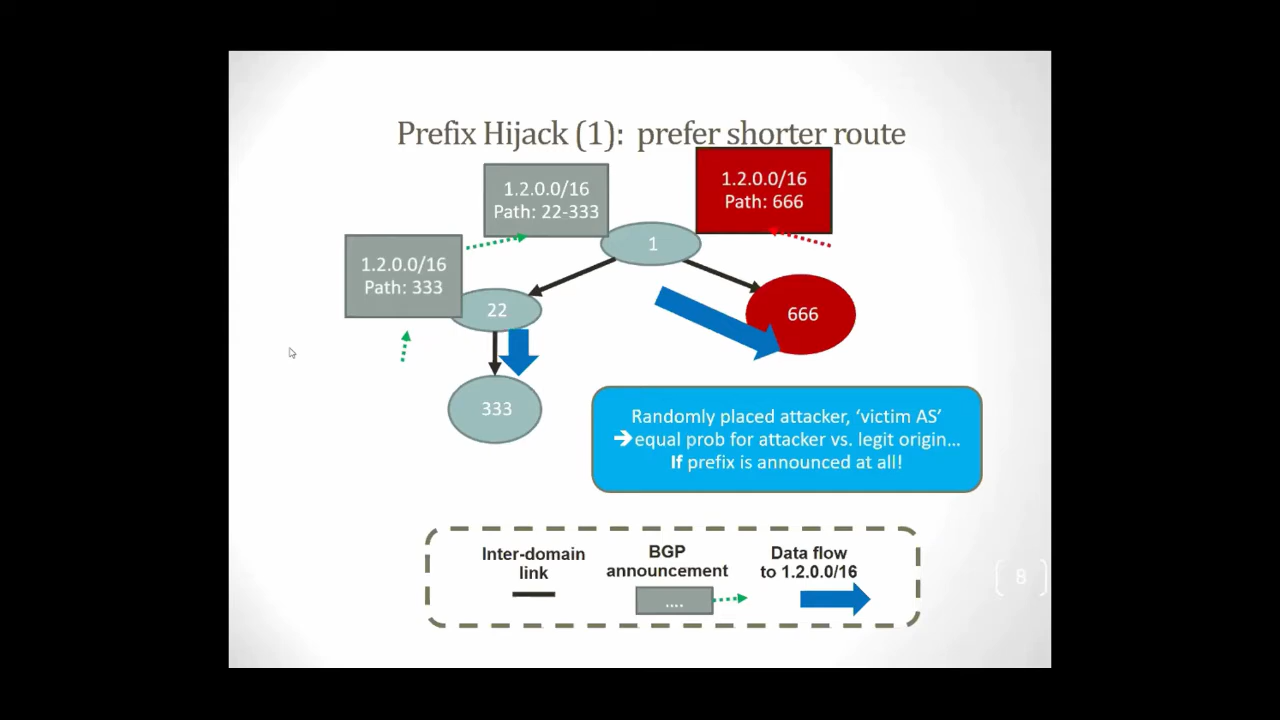 Prefix Hijack (1): prefer shorter route
1.2.0.0/16
Path: 22-333
1.2.0.0/16
Path: 666
1
1.2.0.0/16
Path: 333
22
666
333
Randomly placed attacker, ‘victim AS’
➔equal prob for attacker vs. legit origin…
If prefix is announced at all!
Inter-domain
link
BGP
announcement
....
Data flow
to 1.2.0.0/16
8